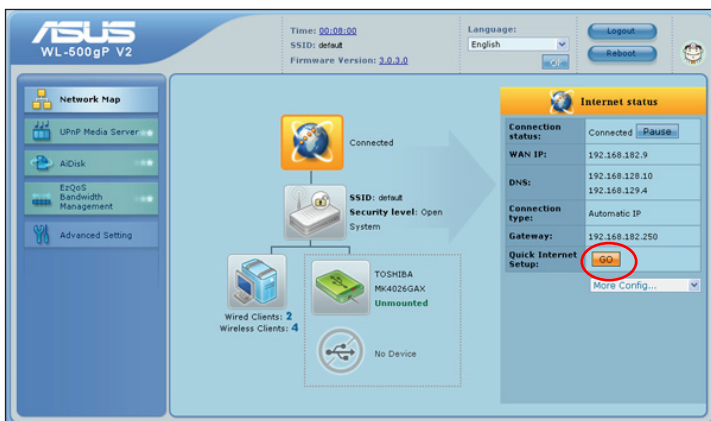 ASUS
WL-500gP V2
Time: 00:08:00
SSID: default
Firmware Version: 3.0.3.0
Language:
English
Logout
Reboot
Network Map
UPnP Media Server
AiDisk
EzQoS
Bandwidth
Management
Advanced Setting
Connected
SSID: default
Security level: Open
System
Wired Clients: 2
Wireless Clients: 4
TOSHIBA
MK4026GAX
Unmounted
No Device
Internet status
Connection
status:
Connected Pause
WAN IP: 192.168.182.9
DNS:
192.168.128.10
192.168.129.4
Connection
type:
Automatic IP
Gateway: 192.168.182.250
Quick Internet
Setup:
GO
More Config...